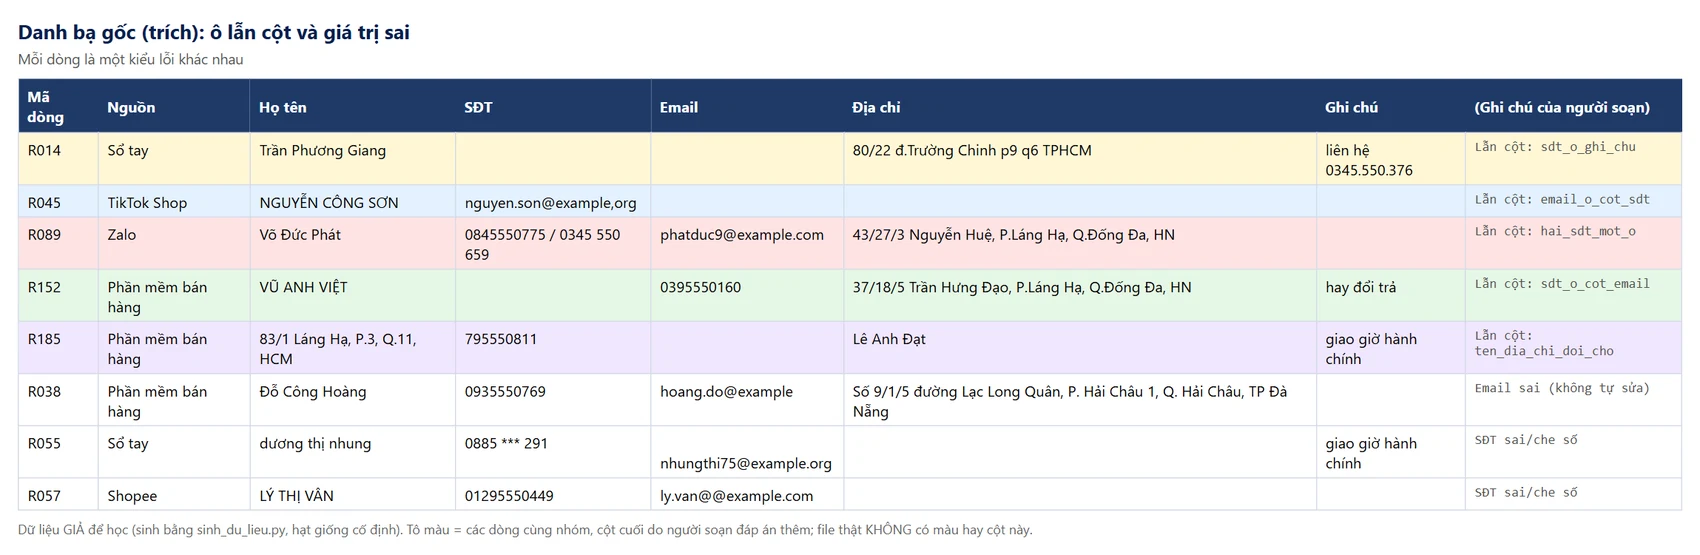 Danh bạ gốc (trích): ô lẫn cột và giá trị sai
Mỗi dòng là một kiểu lỗi khác nhau
Mã dòng Nguồn Họ tên SĐT Email Địa chỉ Ghi chú (Ghi chú của người soạn)
R014 Sổ tay Trần Phương Giang 80/22 đ.Trường Chinh p9 q6 TPHCM liên hệ 0345.550.376 Lẫn cột: sdt_o_ghi_chu
R045 TikTok Shop NGUYỄN CÔNG SƠN nguyen.son@example,org Lẫn cột: email_o_cot_sdt
R089 Zalo Võ Đức Phát 0845550775 / 0345 550 659 phatduc9@example.com 43/27/3 Nguyễn Huệ, P.Láng Hạ, Q.Đống Đa, HN Lẫn cột: hai_sdt_mot_o
R152 Phần mềm bán hàng VŨ ANH VIỆT 0395550160 37/18/5 Trần Hưng Đạo, P.Láng Hạ, Q.Đống Đa, HN hay đổi trả Lẫn cột: sdt_o_cot_email
R185 Phần mềm bán hàng 83/1 Láng Hạ, P.3, Q.11, HCM 795550811 Lê Anh Đạt giao giờ hành chính Lẫn cột: ten_dia_chi_doi_cho
R038 Phần mềm bán hàng Đỗ Công Hoàng 0935550769 hoang.do@example Số 9/1/5 đường Lạc Long Quân, P. Hải Châu 1, Q. Hải Châu, TP Đà Nẵng Email sai (không tự sửa)
R055 Sổ tay dương thị nhung 0885 *** 291 nhungthi75@example.org giao giờ hành chính SĐT sai/che số
R057 Shopee LÝ THỊ VÂN 01295550449 ly.van@@example.com SĐT sai/che số
Dữ liệu GIẢ để học (sinh bằng sinh_du_lieu.py, hạt giống cố định). Tô màu = các dòng cùng nhóm, cột cuối do người soạn đáp án thêm; file thật KHÔNG có màu hay cột này.